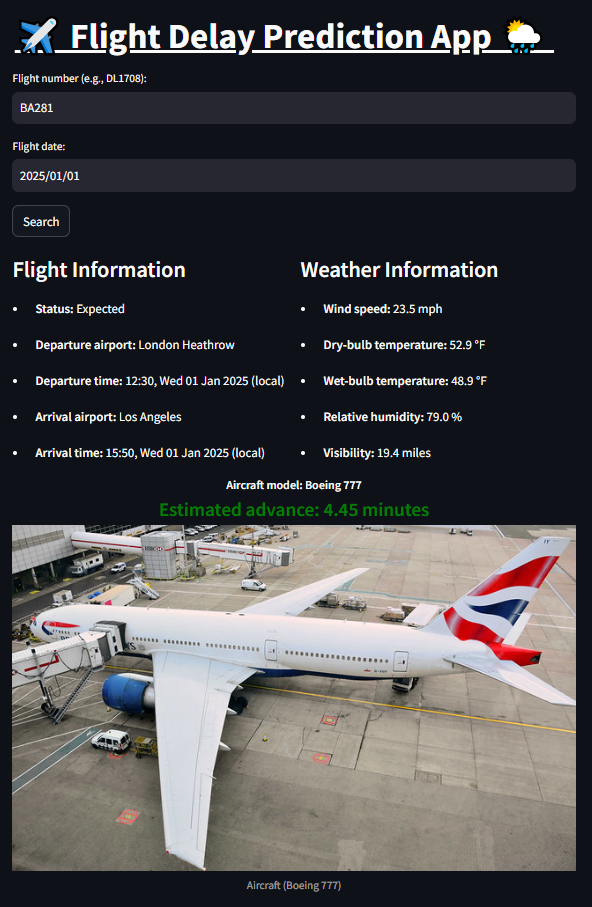 Flight Delay Prediction App
Flight number (e.g., DL1708):
BA281
Flight date:
2025/01/01
Search
Flight Information
Status: Expected
Departure airport: London Heathrow
Departure time: 12:30, Wed 01 Jan 2025 (local)
Arrival airport: Los Angeles
Arrival time: 15:50, Wed 01 Jan 2025 (local)
Weather Information
Wind speed: 23.5 mph
Dry-bulb temperature: 52.9 °F
Wet-bulb temperature: 48.9 °F
Relative humidity: 79.0 %
Visibility: 19.4 miles
Aircraft model: Boeing 777
Estimated advance: 4.45 minutes
Aircraft (Boeing 777)